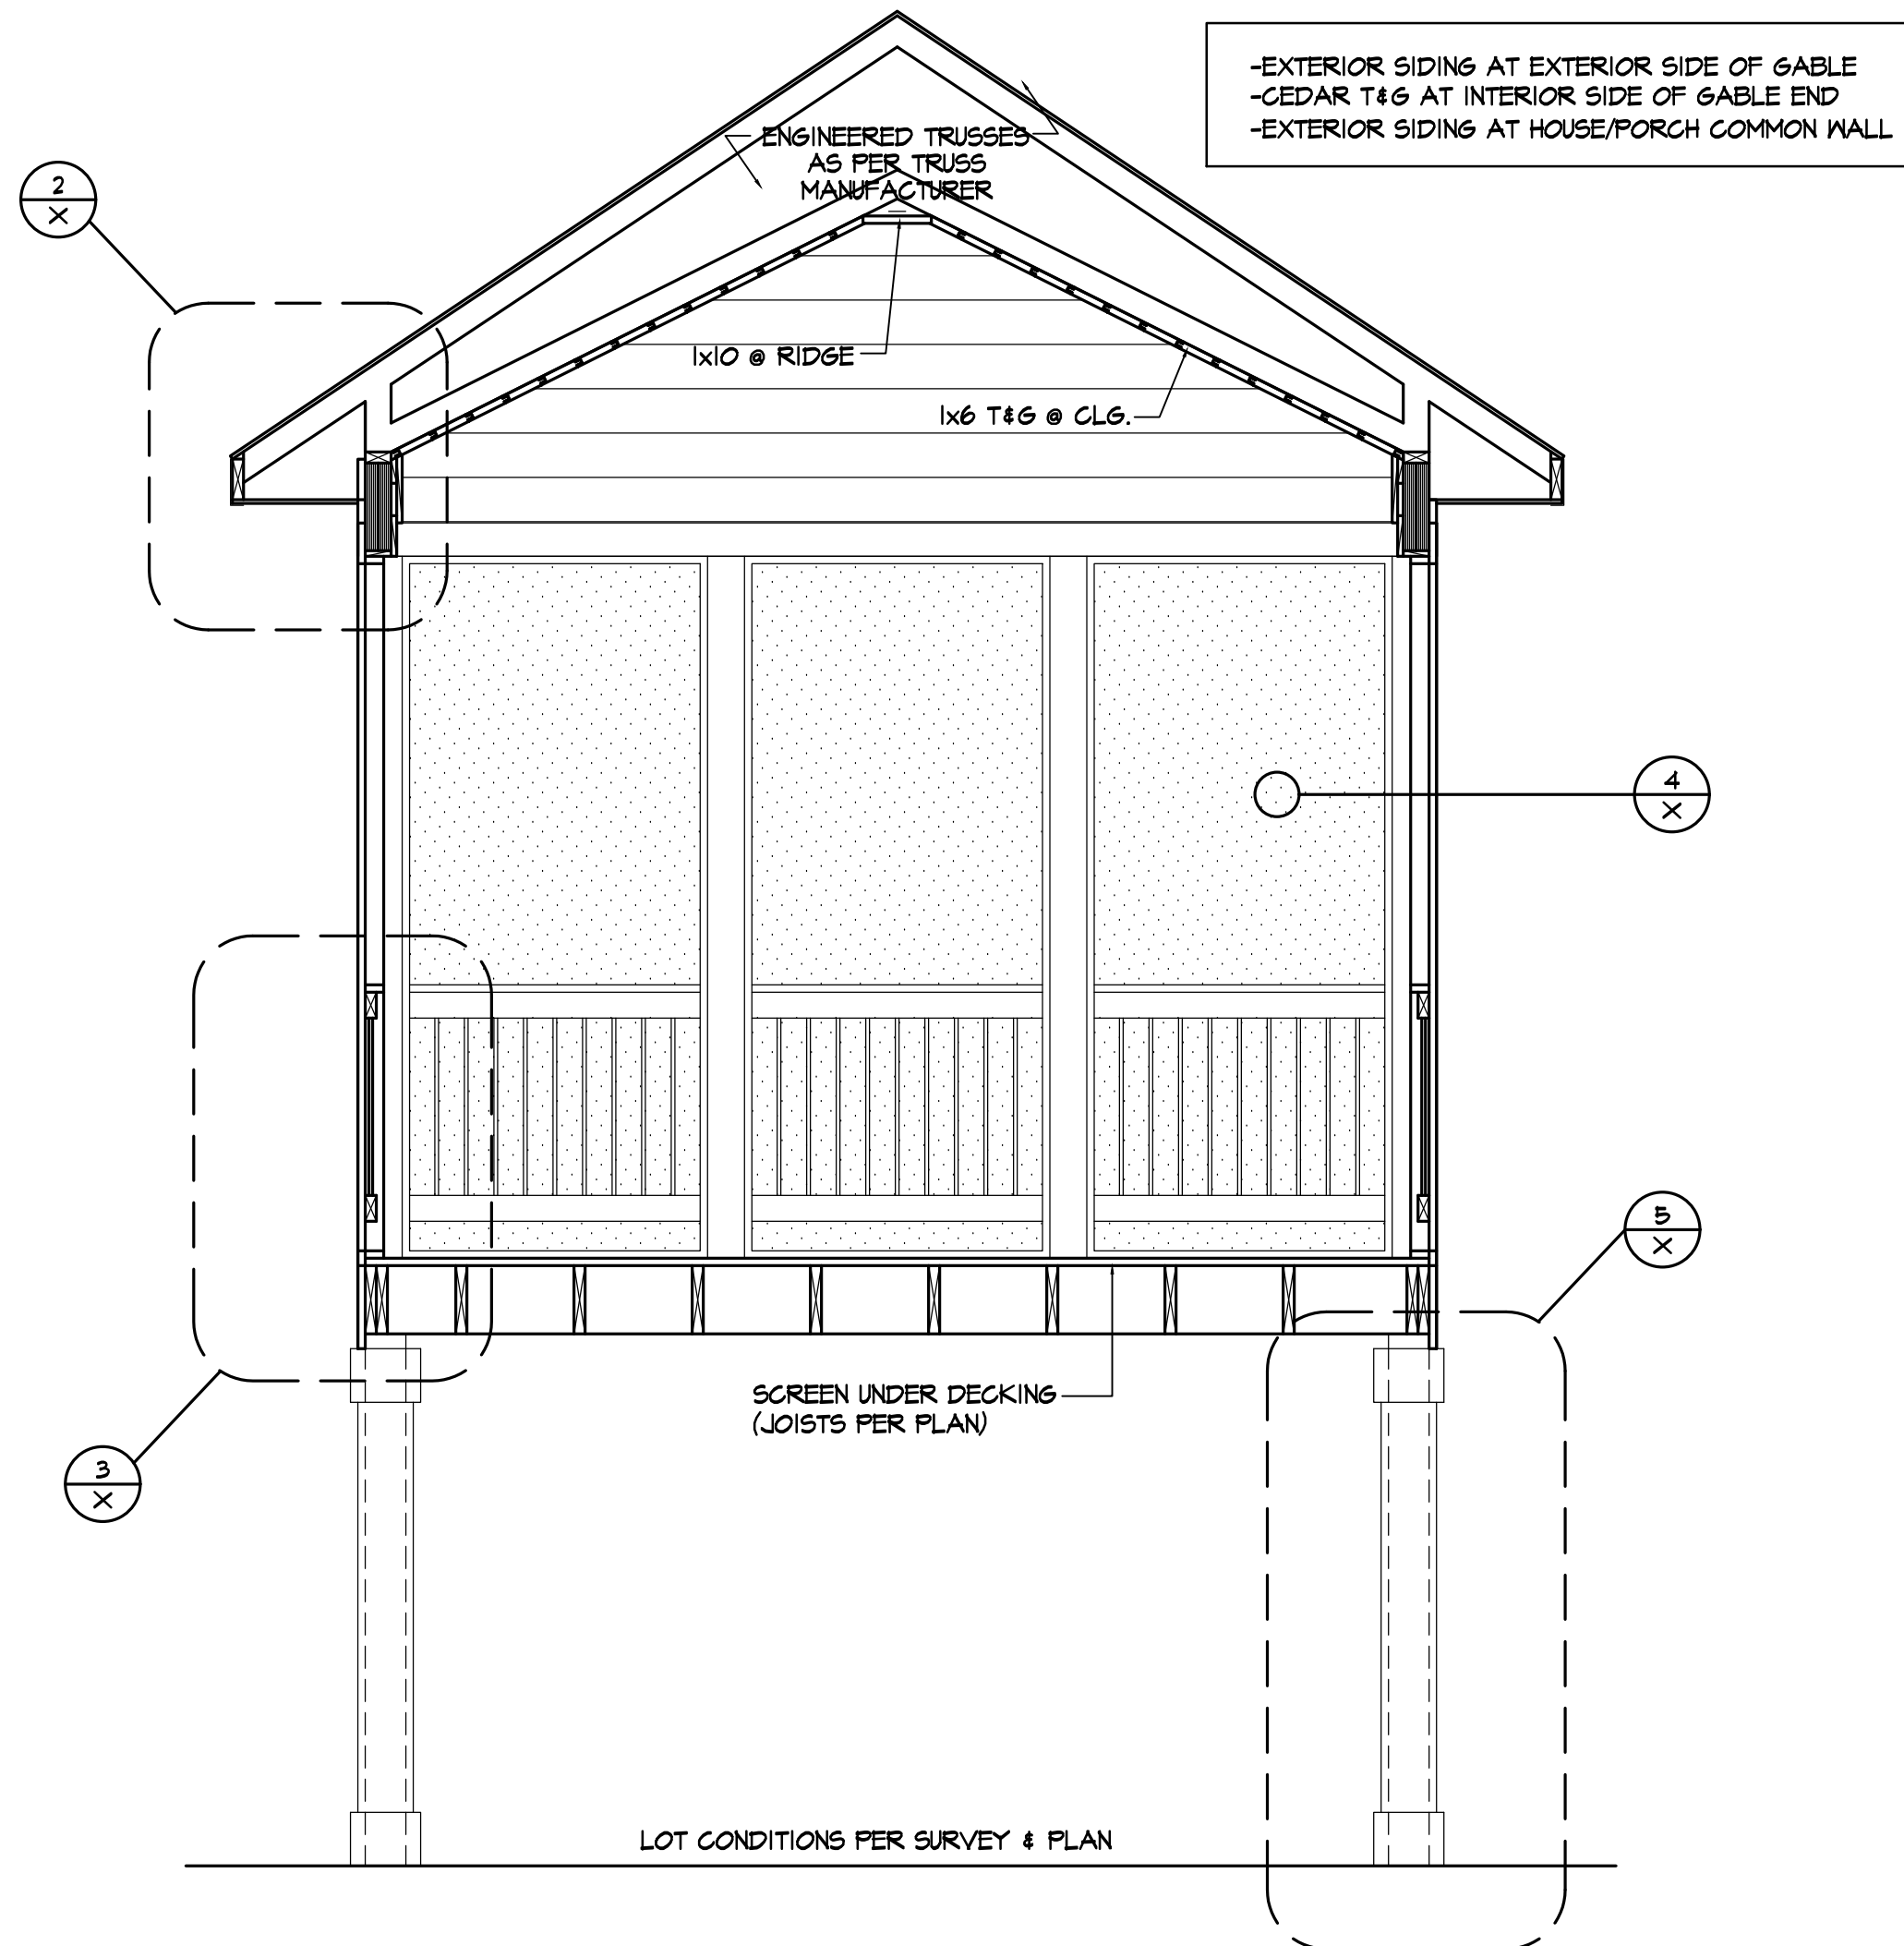 -EXTERIOR SIDING AT EXTERIOR SIDE OF GABLE
-CEDAR T&G AT INTERIOR SIDE OF GABLE END
-EXTERIOR SIDING AT HOUSE/PORCH COMMON WALL
ENGINEERED TRUSSES
AS PER TRUSS
MANUFACTURER
2
X
1x10 @ RIDGE
1x6 T&G @ CLG.
4
X
5
X
SCREEN UNDER DECKING
(JOISTS PER PLAN)
3
X
LOT CONDITIONS PER SURVEY & PLAN